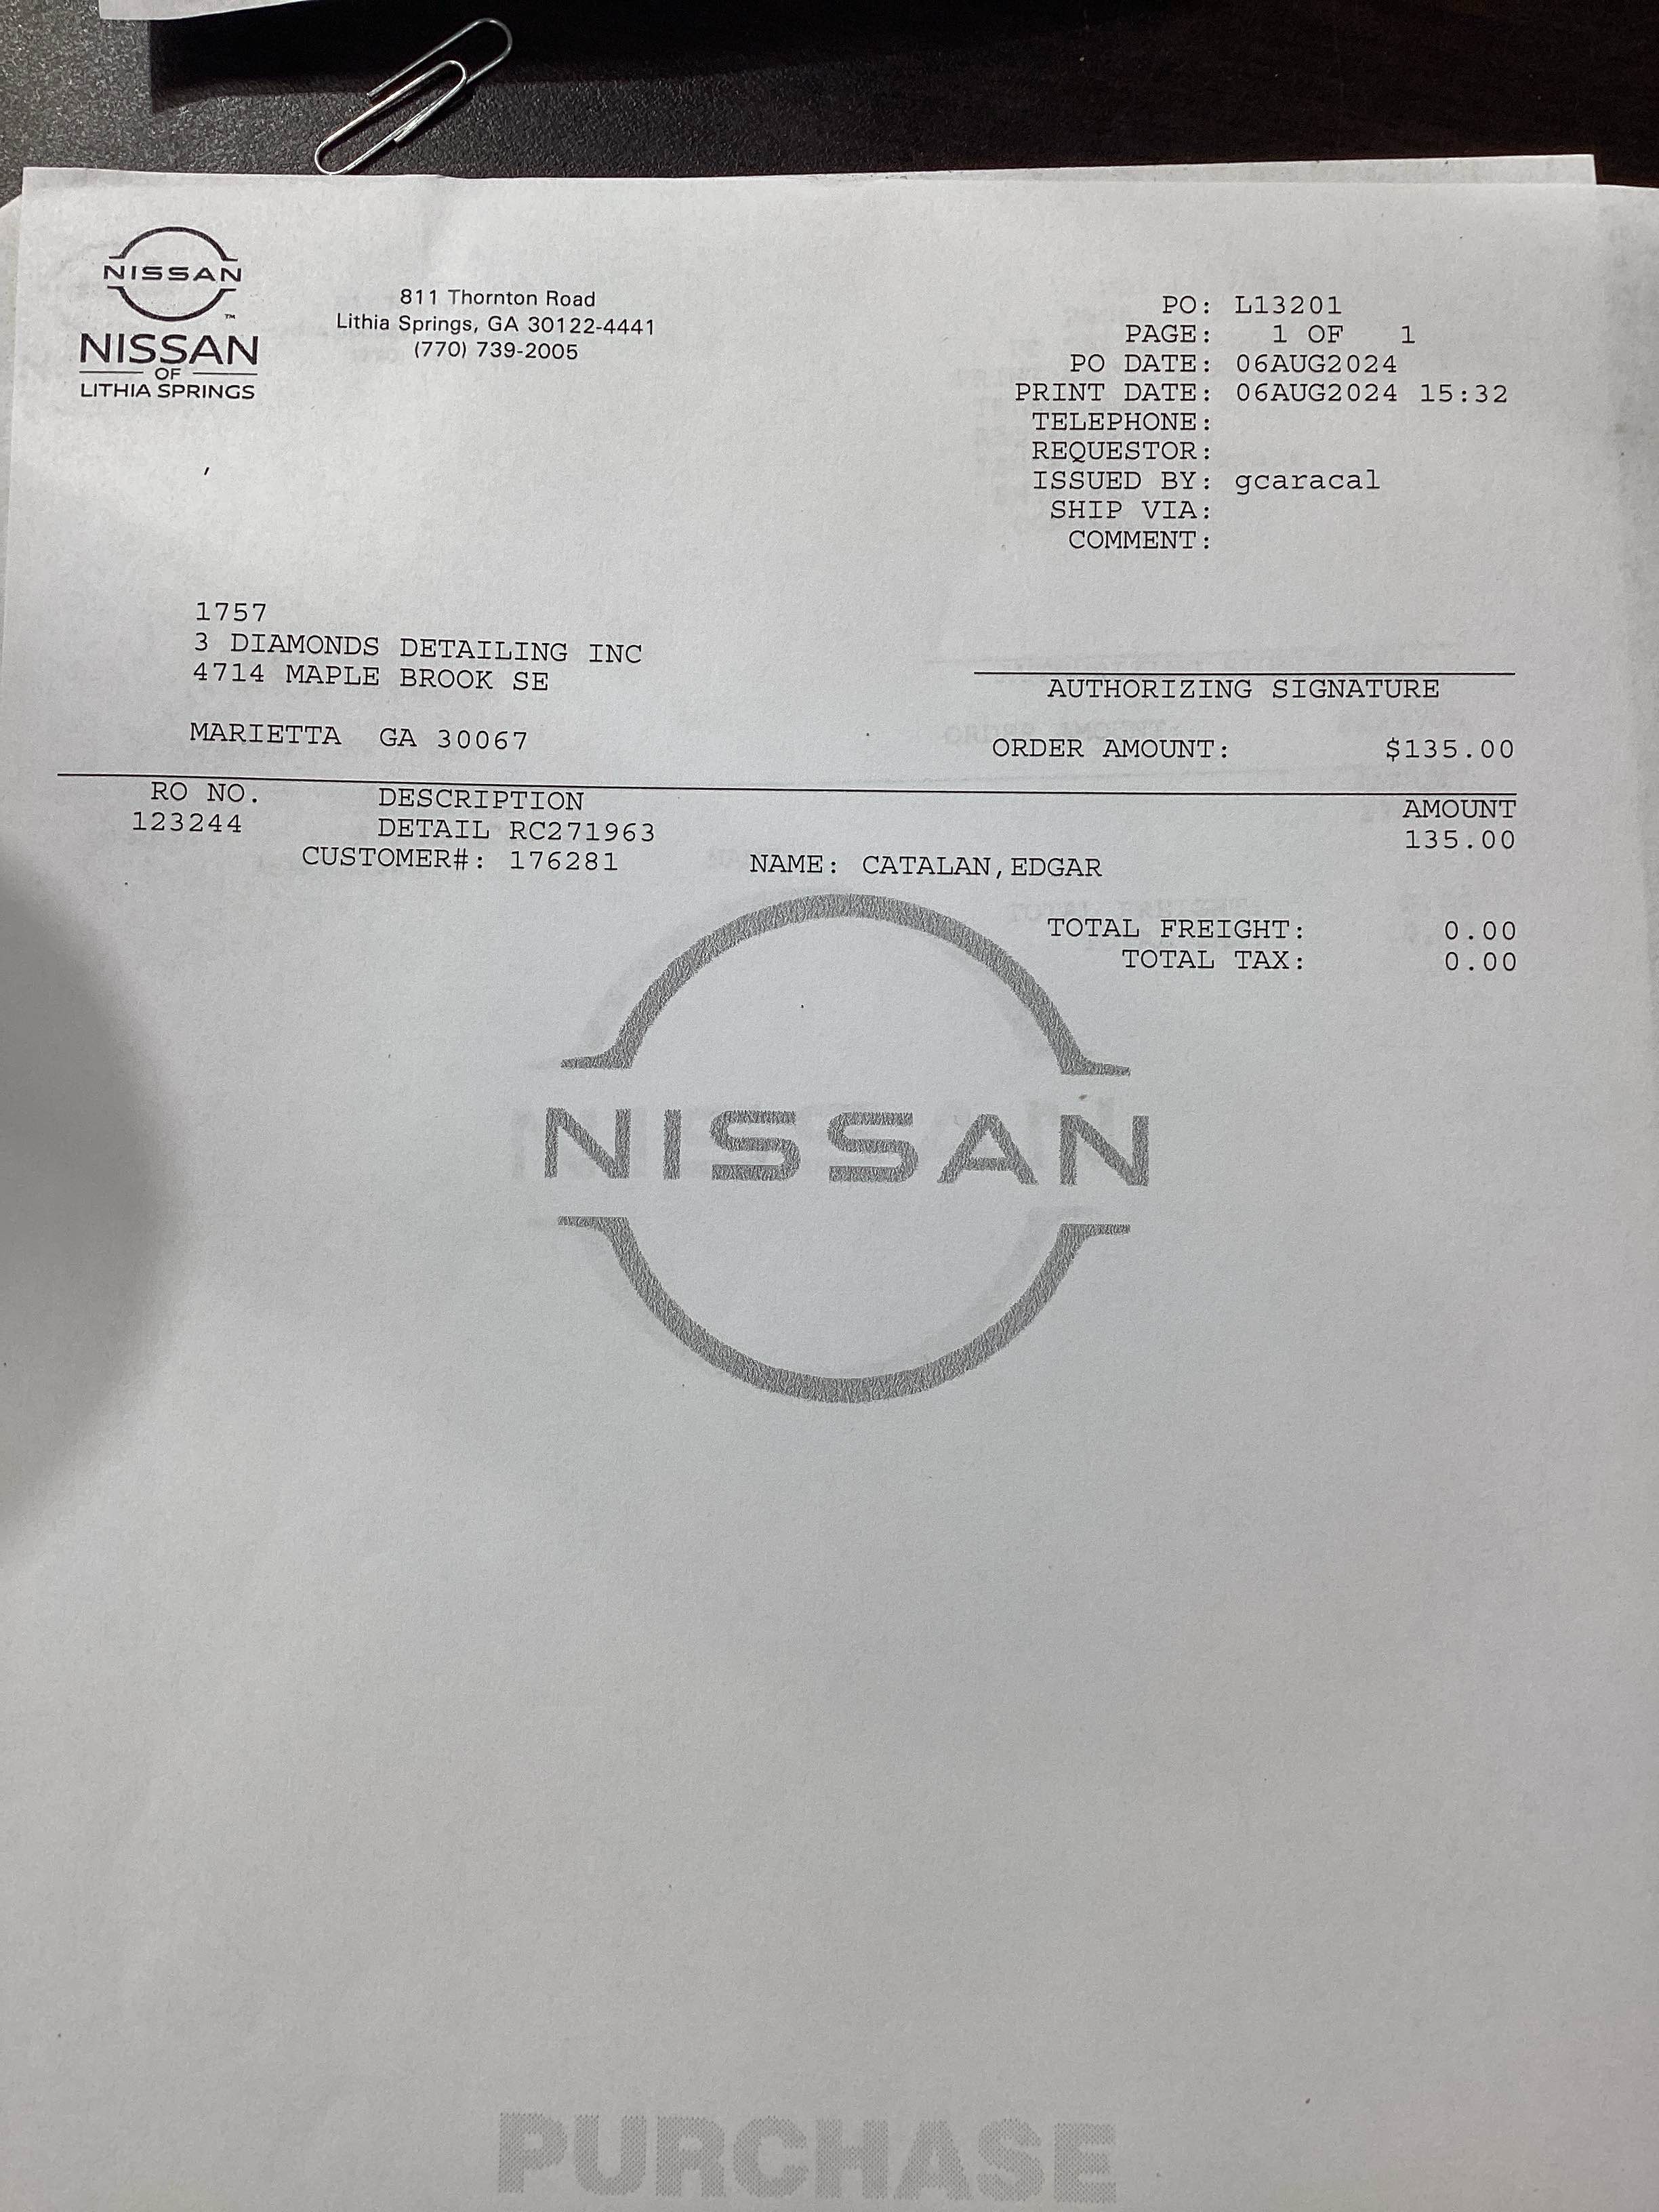 NISSAN
NISSAN
OF
LITHIA SPRINGS
811 Thornton Road
Lithia Springs, GA 30122-4441
(770) 739-2005
PO: L13201
PAGE: 1 OF 1
PO DATE: 06AUG2024
PRINT DATE: 06AUG2024 15:32
TELEPHONE:
REQUESTOR:
ISSUED BY: gcaracal
SHIP VIA:
COMMENT:
1757
3 DIAMONDS DETAILING INC
4714 MAPLE BROOK SE
MARIETTA GA 30067
AUTHORIZING SIGNATURE
ORDER AMOUNT: $135.00
RO NO. DESCRIPTION AMOUNT
123244 DETAIL RC271963 135.00
CUSTOMER#: 176281 NAME: CATALAN,EDGAR
TOTAL FREIGHT: 0.00
TOTAL TAX: 0.00
NISSAN
PURCHASE